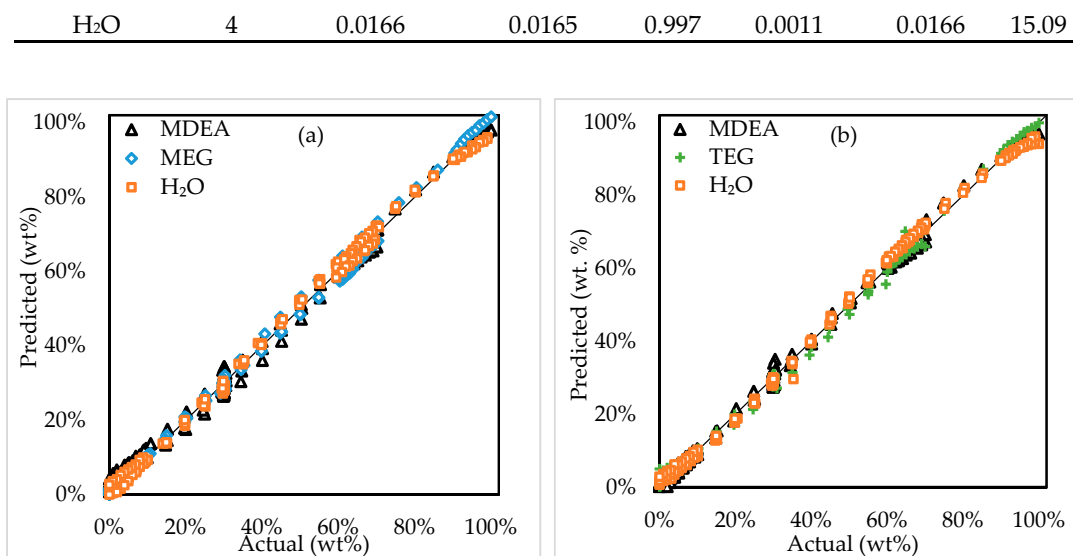 H₂O 4 0.0166 0.0165 0.997 0.0011 0.0166 15.09
100%
80%
60%
40%
20%
0%
Predicted (wt%)
MDEA
MEG
H₂O
(a)
0% 20% 40% 60% 80% 100%
Actual (wt%)
100%
80%
60%
40%
20%
0%
Predicted (wt. %)
MDEA
TEG
H₂O
(b)
0% 20% 40% 60% 80% 100%
Actual (wt%)